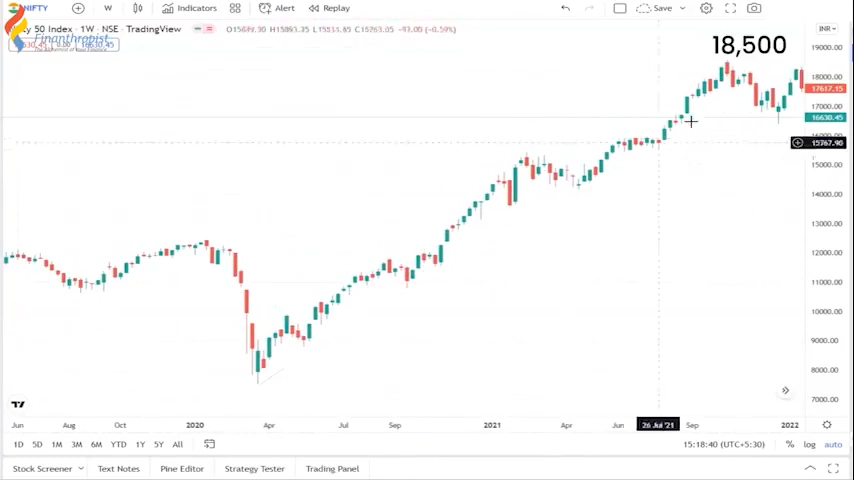 NIFTY W Indicators Alert Replay Save
ty 50 Index · 1W · NSE · TradingView
INR
Finanthropist
18,500
19000.00
18000.00
17617.15
17000.00
16630.45
15767.90
15000.00
14000.00
13000.00
12000.00
11000.00
10000.00
9000.00
8000.00
7000.00
Jun Aug Oct 2020 Apr Jul Sep 2021 Apr Jun 26 Jul '21 Sep 2022
1D 5D 1M 3M 6M YTD 1Y 5Y All 15:18:40 (UTC+5:30) % log auto
Stock Screener Text Notes Pine Editor Strategy Tester Trading Panel